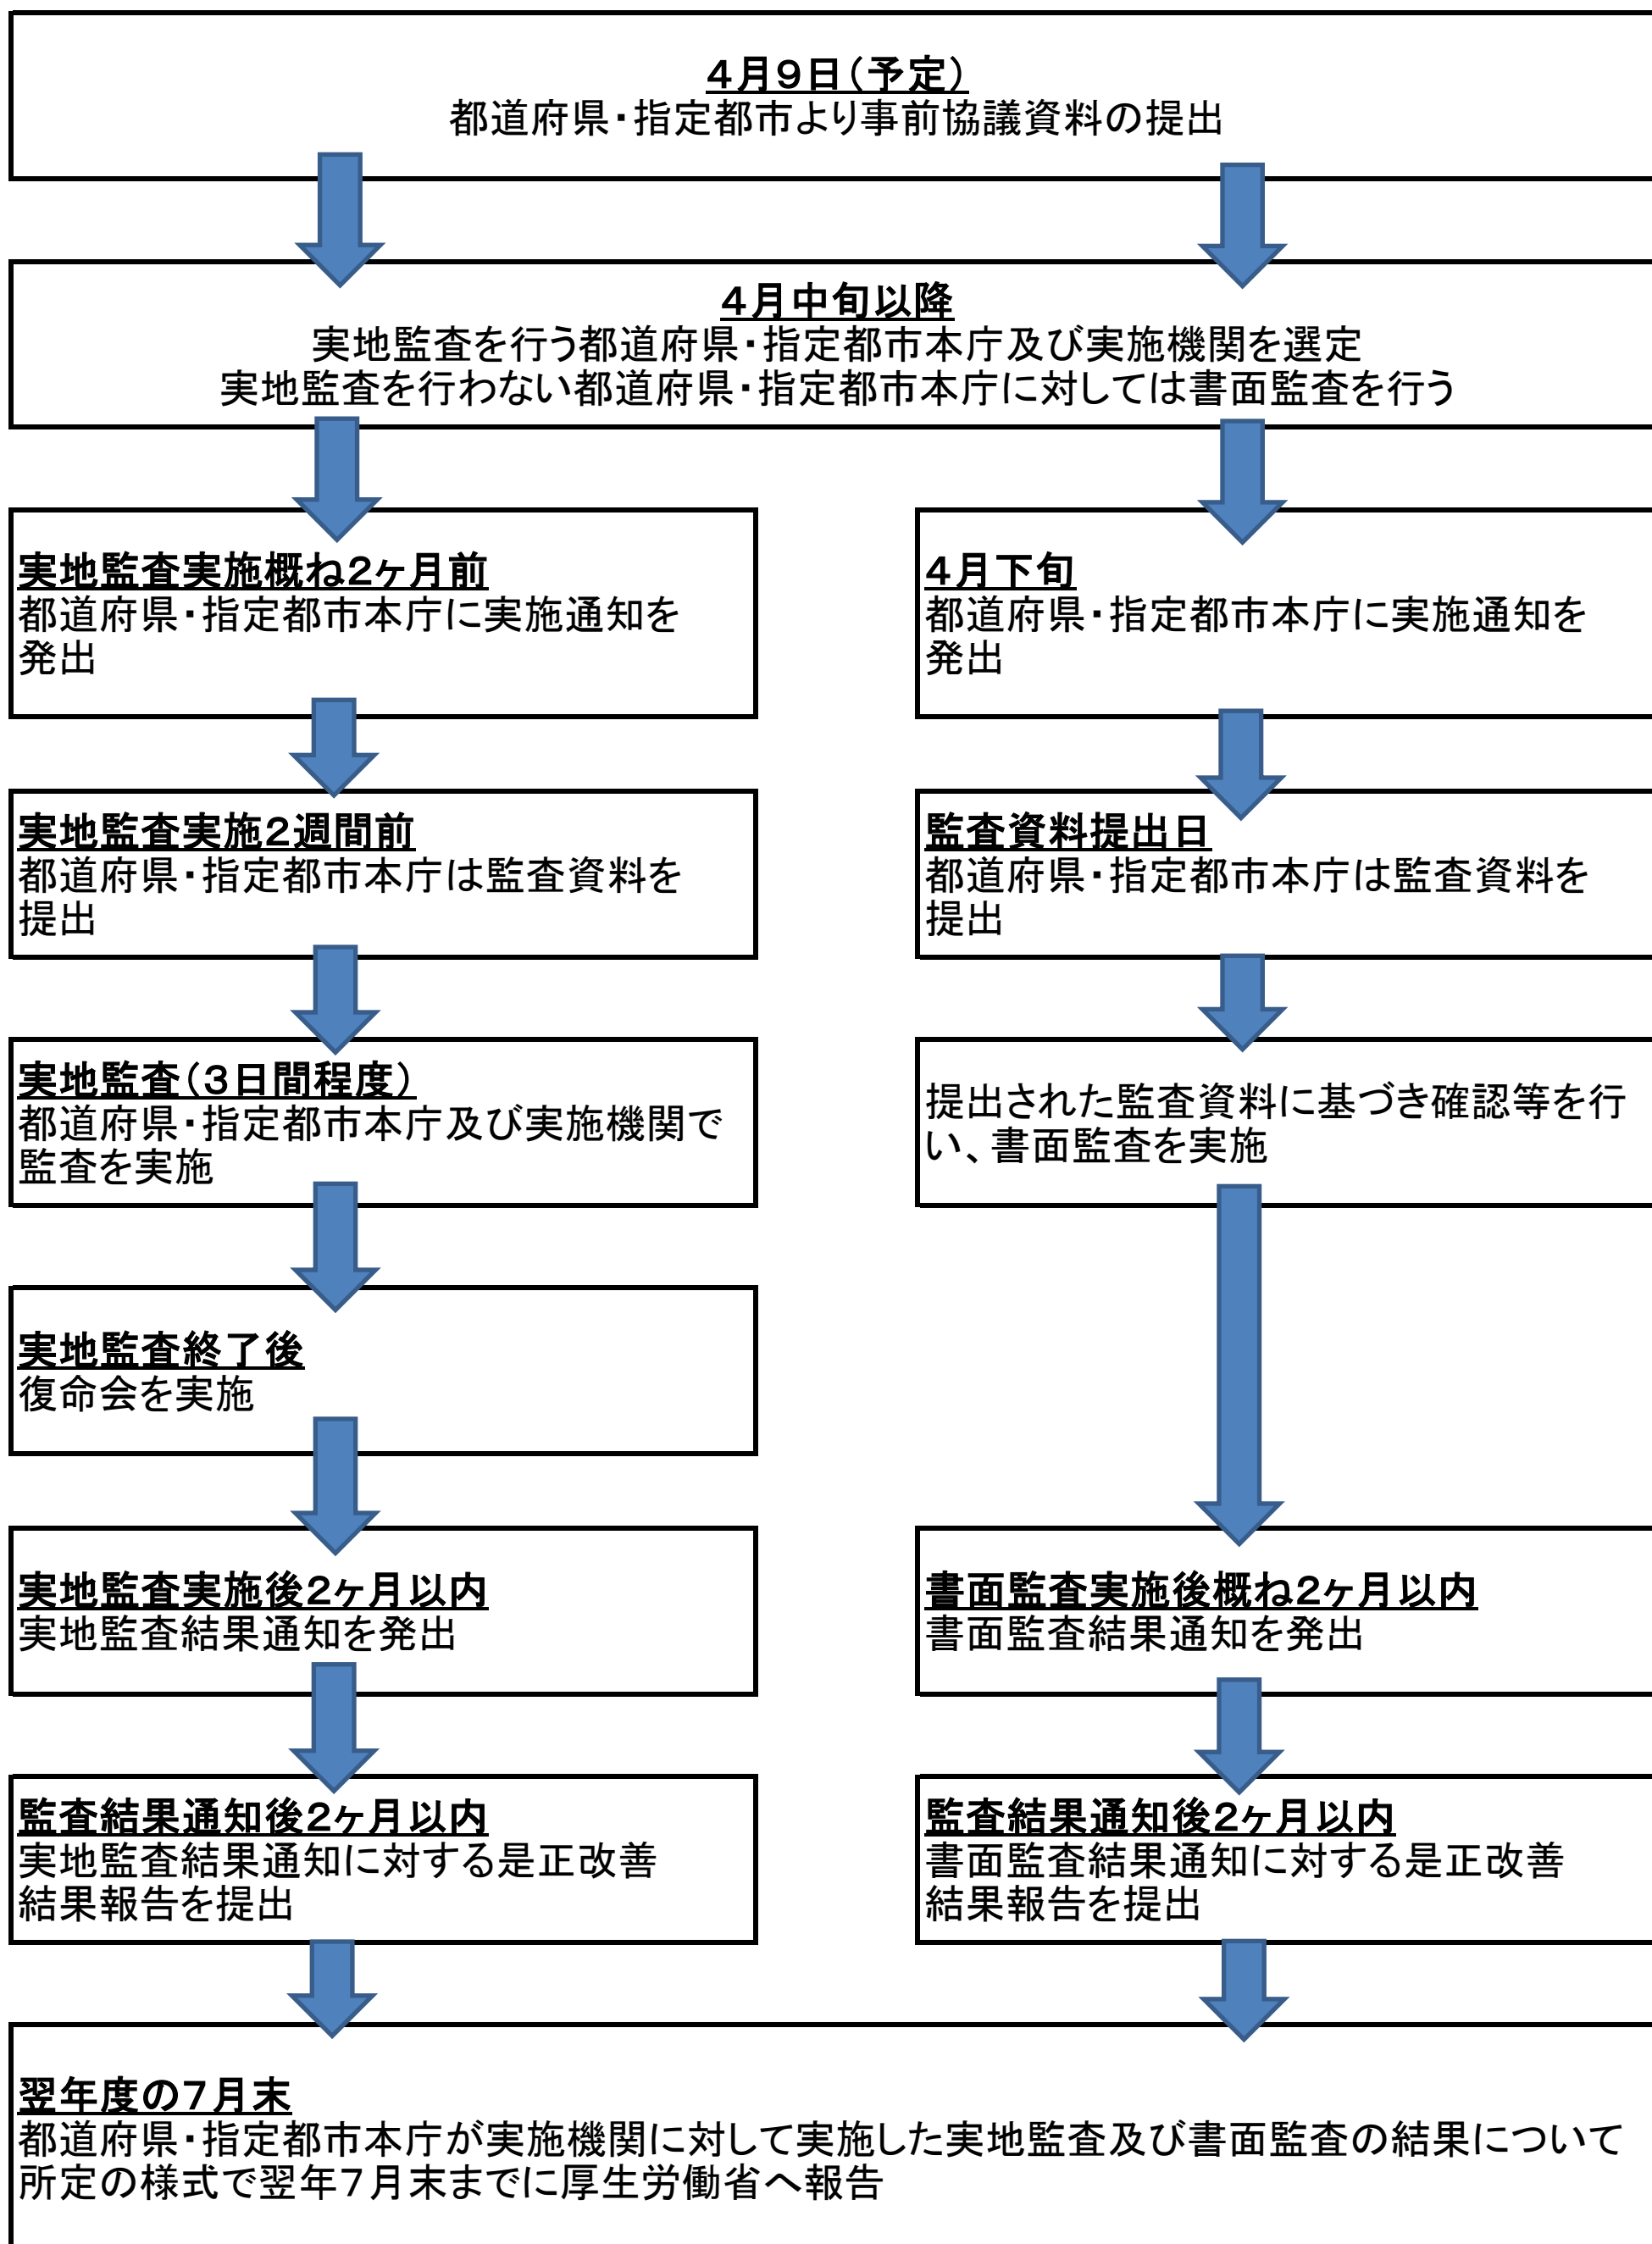 ４月９日（予定）
都道府県・指定都市より事前協議資料の提出
４月中旬以降
実地監査を行う都道府県・指定都市本庁及び実施機関を選定
実地監査を行わない都道府県・指定都市本庁に対しては書面監査を行う
実地監査実施概ね２ヶ月前
都道府県・指定都市本庁に実施通知を
発出
４月下旬
都道府県・指定都市本庁に実施通知を
発出
実地監査実施２週間前
都道府県・指定都市本庁は監査資料を
提出
監査資料提出日
都道府県・指定都市本庁は監査資料を
提出
実地監査（３日間程度）
都道府県・指定都市本庁及び実施機関で
監査を実施
提出された監査資料に基づき確認等を行
い、書面監査を実施
実地監査終了後
復命会を実施
実地監査実施後２ヶ月以内
実地監査結果通知を発出
書面監査実施後概ね２ヶ月以内
書面監査結果通知を発出
監査結果通知後２ヶ月以内
実地監査結果通知に対する是正改善
結果報告を提出
監査結果通知後２ヶ月以内
書面監査結果通知に対する是正改善
結果報告を提出
翌年度の７月末
都道府県・指定都市本庁が実施機関に対して実施した実地監査及び書面監査の結果について
所定の様式で翌年７月末までに厚生労働省へ報告